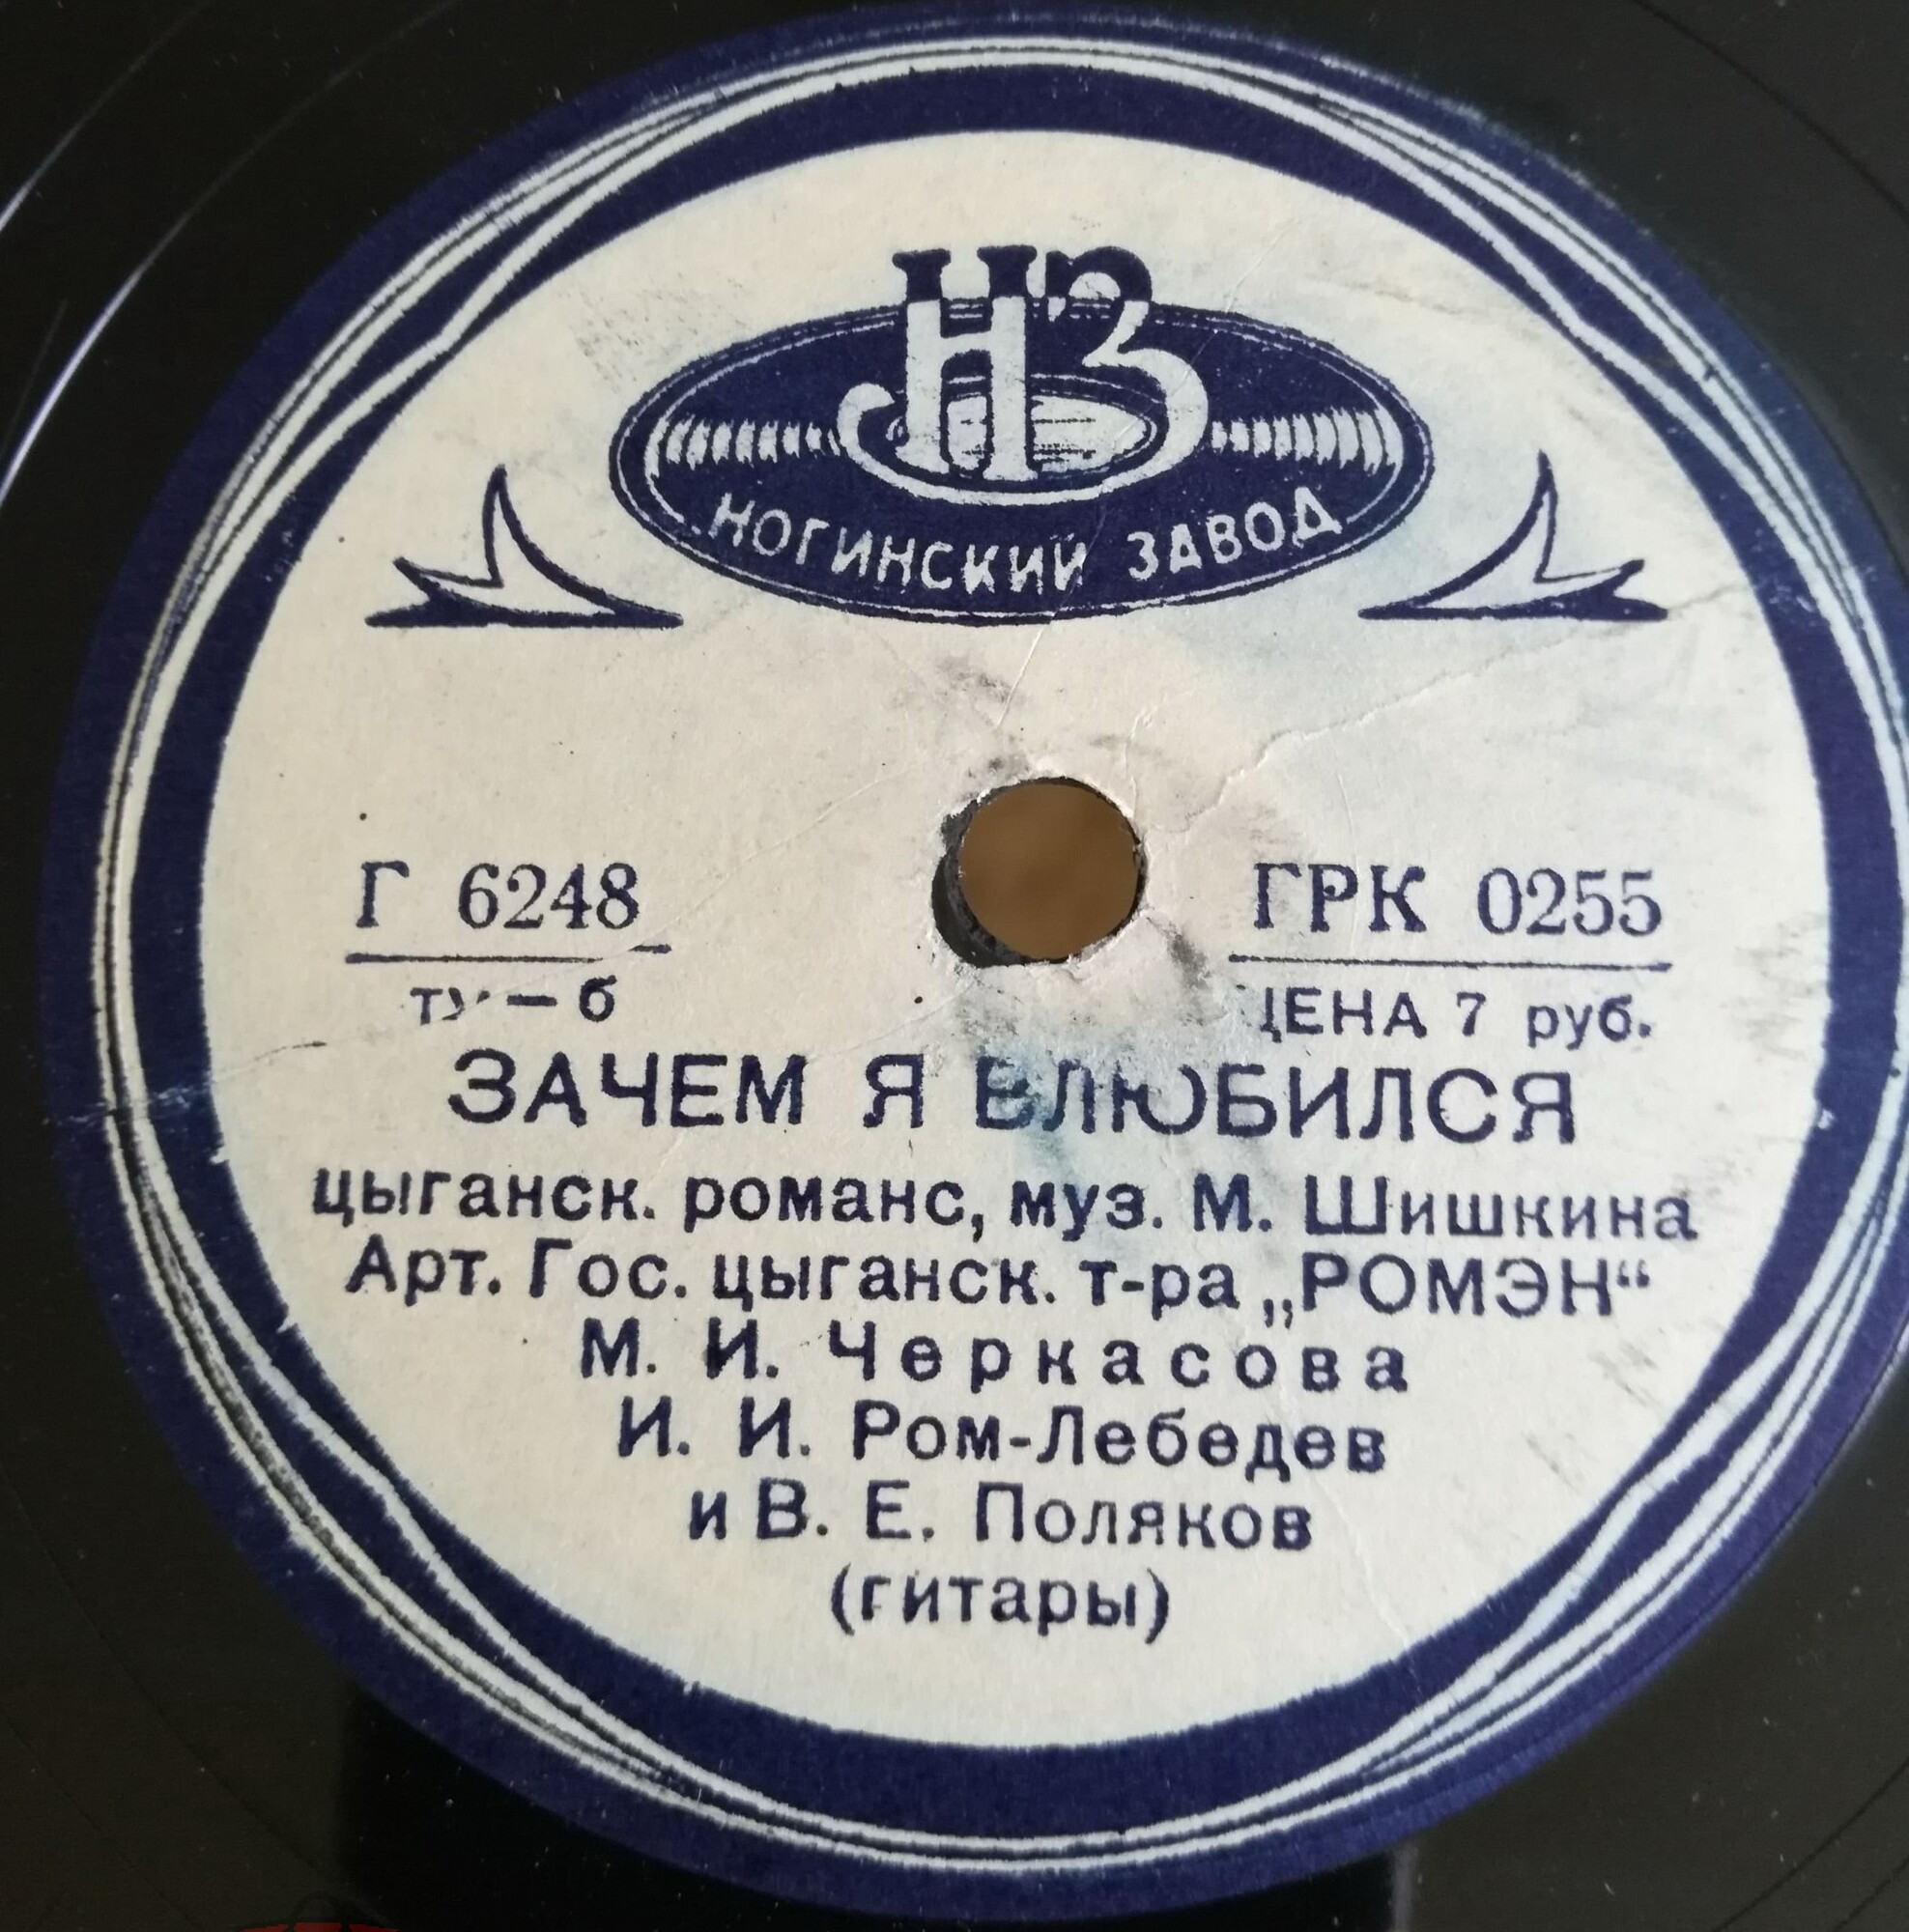 НЗ
НОГИНСКИЙ ЗАВОД
Г 6248
ГРК 0255
ЦЕНА 7 руб.
ЗАЧЕМ Я ВЛЮБИЛСЯ
цыганск. романс, муз. М. Шишкина
Арт. Гос. цыганск. т-ра „РОМЭН“
М. И. Черкасова
И. И. Ром-Лебедев
и В. Е. Поляков
(гитары)